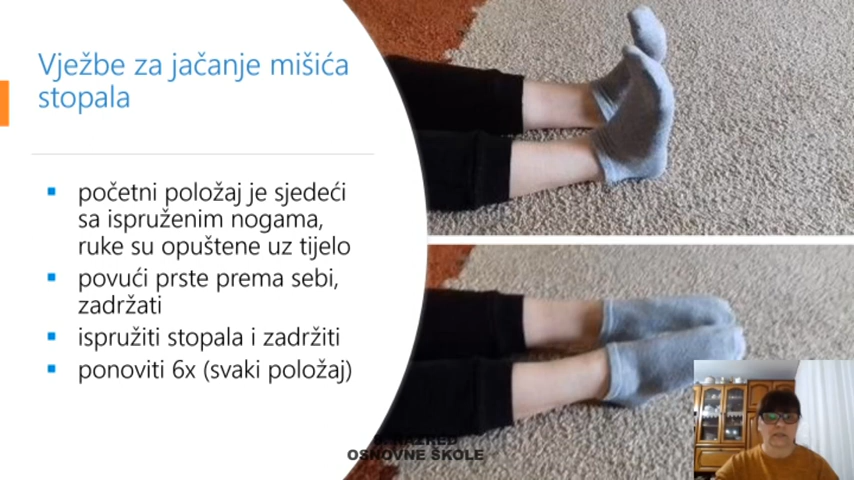 Vježbe za jačanje mišića
stopala
početni položaj je sjedeći
sa ispruženim nogama,
ruke su opuštene uz tijelo
povući prste prema sebi,
zadržati
ispružiti stopala i zadržiti
ponoviti 6x (svaki položaj)
RAZRED
OSNOVNE ŠKOLE